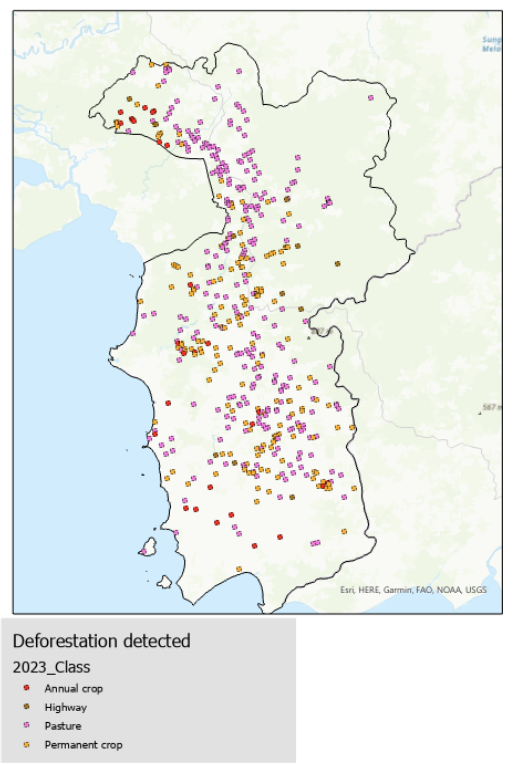 Sung
Melo
567 m
Esri, HERE, Garmin, FAO, NOAA, USGS
Deforestation detected
2023_Class
Annual crop
Highway
Pasture
Permanent crop